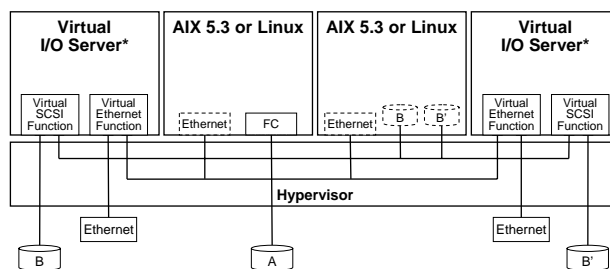 Virtual
I/O Server*
AIX 5.3 or Linux
AIX 5.3 or Linux
Virtual
I/O Server*
Virtual
SCSI
Function
Virtual
Ethernet
Function
Ethernet
FC
Ethernet
B
B'
Virtual
Ethernet
Function
Virtual
SCSI
Function
Hypervisor
Ethernet
Ethernet
B
A
B'